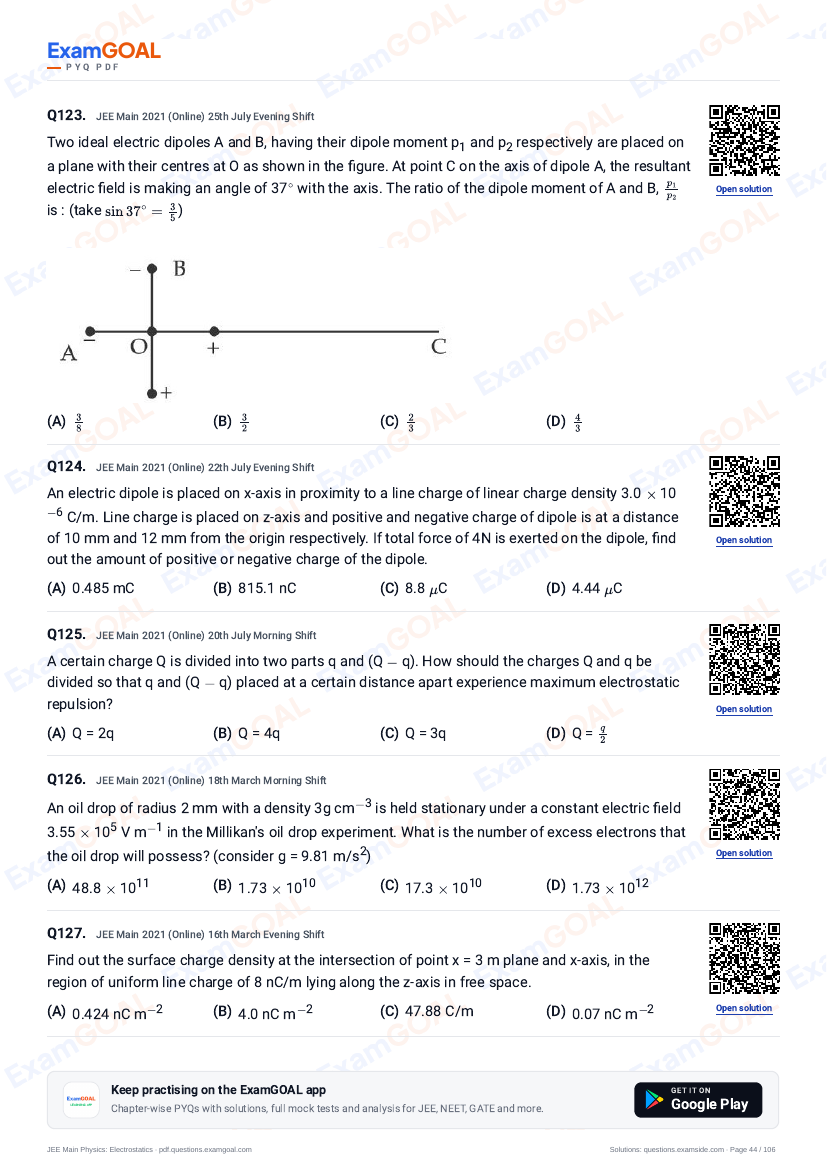 ExamGOAL
PYQ PDF
Q123. JEE Main 2021 (Online) 25th July Evening Shift
Two ideal electric dipoles A and B, having their dipole moment p₁ and p₂ respectively are placed on
a plane with their centres at O as shown in the figure. At point C on the axis of dipole A, the resultant
electric field is making an angle of 37° with the axis. The ratio of the dipole moment of A and B, p₁/p₂
is : (take sin 37° = 3/5)
Open solution
− B
A − O + C
+
(A) 3/8 (B) 3/2 (C) 2/3 (D) 4/3
Q124. JEE Main 2021 (Online) 22th July Evening Shift
An electric dipole is placed on x-axis in proximity to a line charge of linear charge density 3.0 × 10
⁻⁶ C/m. Line charge is placed on z-axis and positive and negative charge of dipole is at a distance
of 10 mm and 12 mm from the origin respectively. If total force of 4N is exerted on the dipole, find
out the amount of positive or negative charge of the dipole.
Open solution
(A) 0.485 mC (B) 815.1 nC (C) 8.8 μC (D) 4.44 μC
Q125. JEE Main 2021 (Online) 20th July Morning Shift
A certain charge Q is divided into two parts q and (Q − q). How should the charges Q and q be
divided so that q and (Q − q) placed at a certain distance apart experience maximum electrostatic
repulsion?
Open solution
(A) Q = 2q (B) Q = 4q (C) Q = 3q (D) Q = q/2
Q126. JEE Main 2021 (Online) 18th March Morning Shift
An oil drop of radius 2 mm with a density 3g cm⁻³ is held stationary under a constant electric field
3.55 × 10⁵ V m⁻¹ in the Millikan's oil drop experiment. What is the number of excess electrons that
the oil drop will possess? (consider g = 9.81 m/s²)
Open solution
(A) 48.8 × 10¹¹ (B) 1.73 × 10¹⁰ (C) 17.3 × 10¹⁰ (D) 1.73 × 10¹²
Q127. JEE Main 2021 (Online) 16th March Evening Shift
Find out the surface charge density at the intersection of point x = 3 m plane and x-axis, in the
region of uniform line charge of 8 nC/m lying along the z-axis in free space.
Open solution
(A) 0.424 nC m⁻² (B) 4.0 nC m⁻² (C) 47.88 C/m (D) 0.07 nC m⁻²
ExamGOAL
Keep practising on the ExamGOAL app
Chapter-wise PYQs with solutions, full mock tests and analysis for JEE, NEET, GATE and more.
GET IT ON
Google Play
JEE Main Physics: Electrostatics · pdf.questions.examgoal.com
Solutions: questions.examside.com · Page 44 / 106